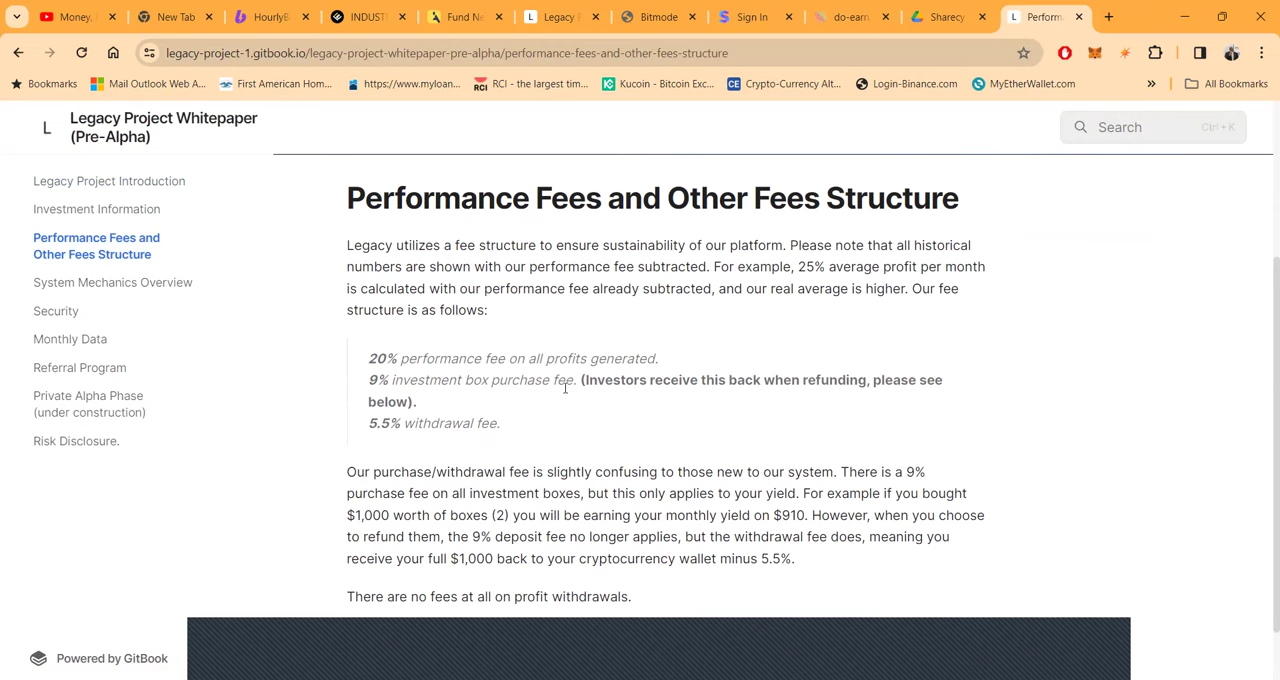 Money,
New Tab
HourlyB
INDUST
Fund Ne
Legacy F
Bitmode
Sign In
do-earn
Sharecy
Perform
legacy-project-1.gitbook.io/legacy-project-whitepaper-pre-alpha/performance-fees-and-other-fees-structure
Bookmarks
Mail Outlook Web A...
First American Hom...
https://www.myloan...
RCI - the largest tim...
Kucoin - Bitcoin Exc...
Crypto-Currency Alt...
Login-Binance.com
MyEtherWallet.com
All Bookmarks
L
Legacy Project Whitepaper
(Pre-Alpha)
Search
Ctrl + K
Legacy Project Introduction
Investment Information
Performance Fees and
Other Fees Structure
System Mechanics Overview
Security
Monthly Data
Referral Program
Private Alpha Phase
(under construction)
Risk Disclosure.
Powered by GitBook
Performance Fees and Other Fees Structure
Legacy utilizes a fee structure to ensure sustainability of our platform. Please note that all historical
numbers are shown with our performance fee subtracted. For example, 25% average profit per month
is calculated with our performance fee already subtracted, and our real average is higher. Our fee
structure is as follows:
20% performance fee on all profits generated.
9% investment box purchase fee. (Investors receive this back when refunding, please see
below).
5.5% withdrawal fee.
Our purchase/withdrawal fee is slightly confusing to those new to our system. There is a 9%
purchase fee on all investment boxes, but this only applies to your yield. For example if you bought
$1,000 worth of boxes (2) you will be earning your monthly yield on $910. However, when you choose
to refund them, the 9% deposit fee no longer applies, but the withdrawal fee does, meaning you
receive your full $1,000 back to your cryptocurrency wallet minus 5.5%.
There are no fees at all on profit withdrawals.